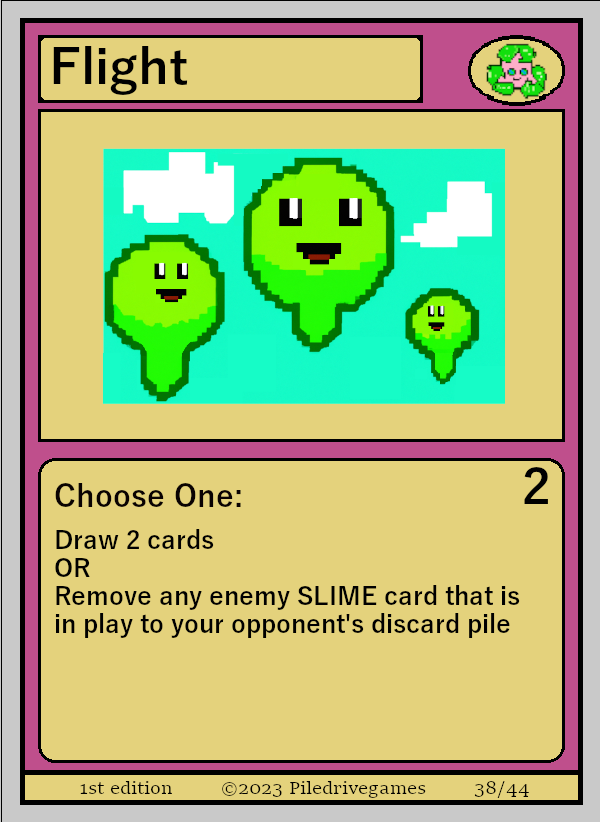 Flight
2
Choose One:
Draw 2 cards
OR
Remove any enemy SLIME card that is
in play to your opponent's discard pile
1st edition ©2023 Piledrivegames 38/44